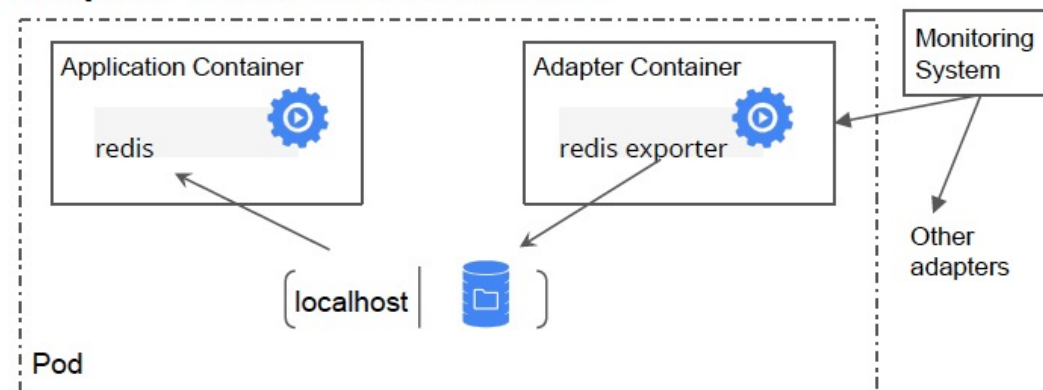 Application Container
redis
Adapter Container
redis exporter
Monitoring
System
Other
adapters
localhost
Pod